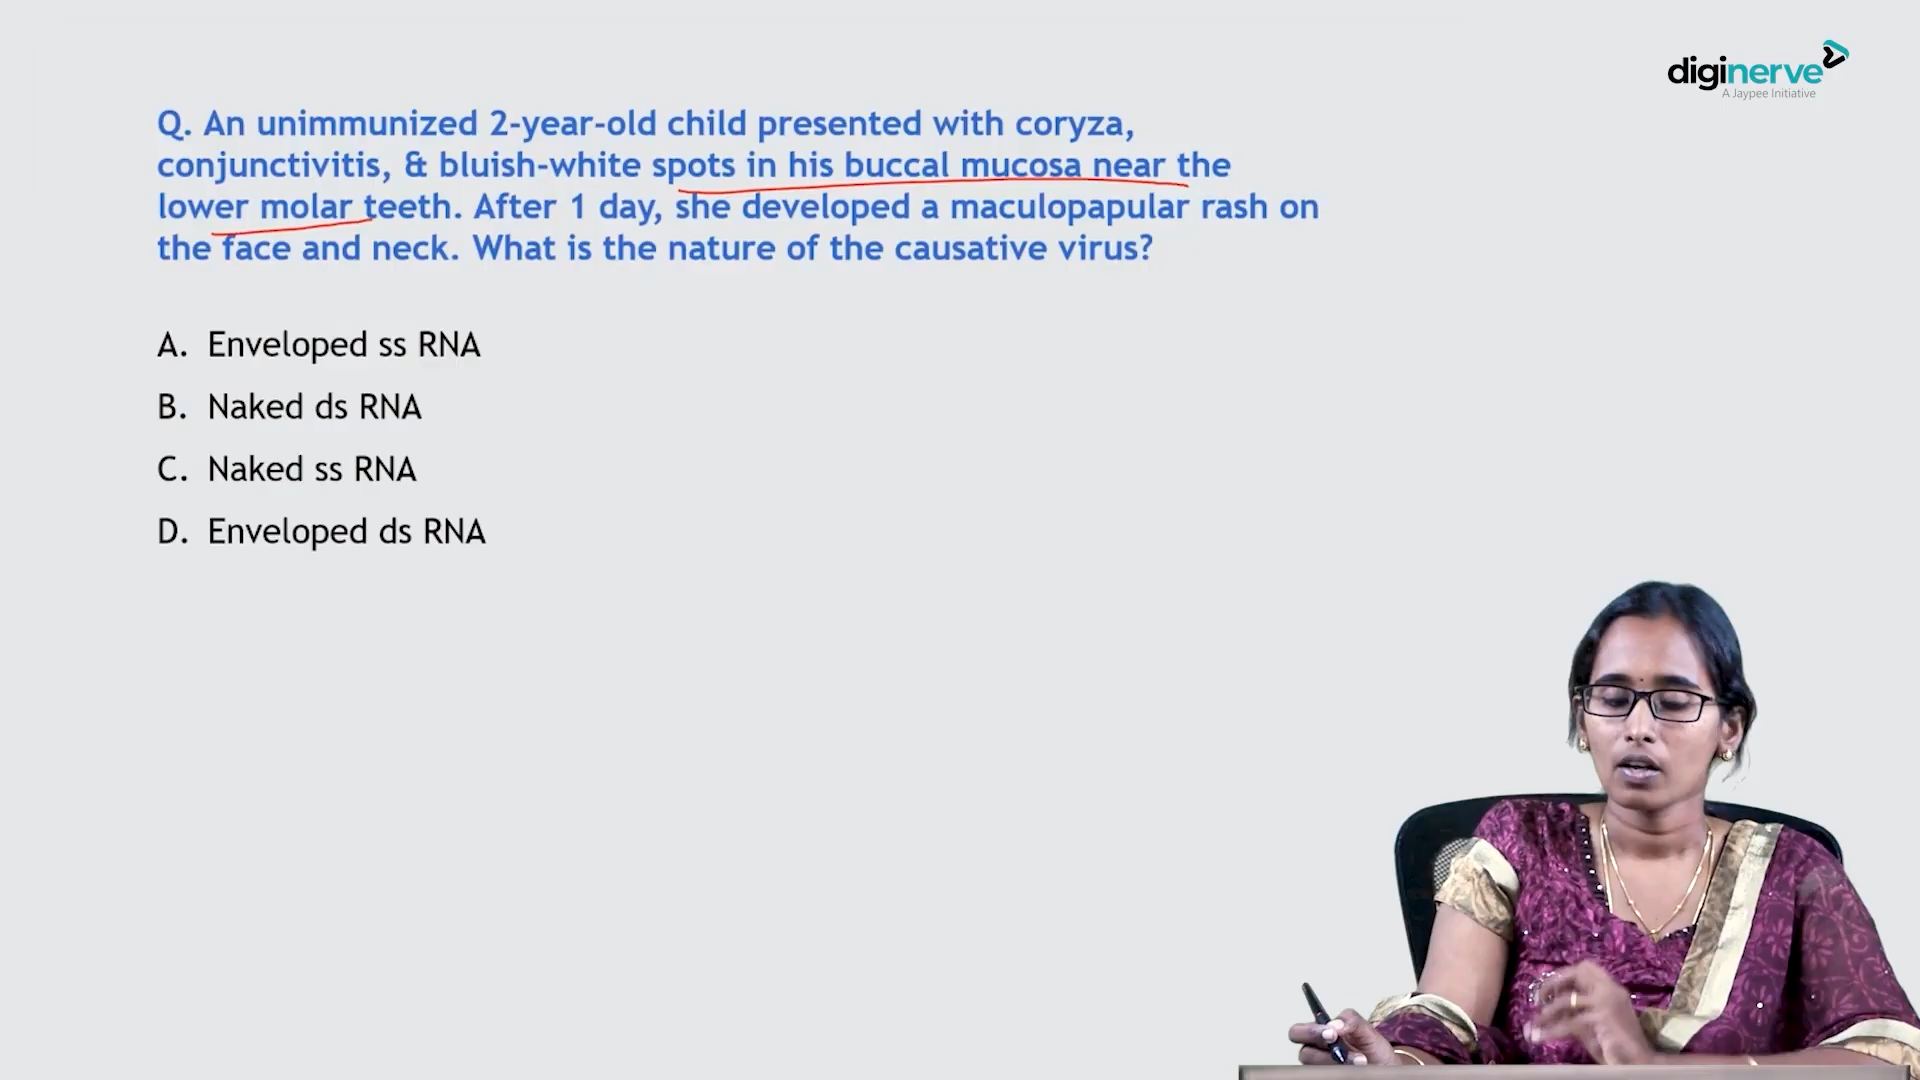 diginerve
A Jaypee Initiative
Q. An unimmunized 2-year-old child presented with coryza,
conjunctivitis, & bluish-white spots in his buccal mucosa near the
lower molar teeth. After 1 day, she developed a maculopapular rash on
the face and neck. What is the nature of the causative virus?
A. Enveloped ss RNA
B. Naked ds RNA
C. Naked ss RNA
D. Enveloped ds RNA